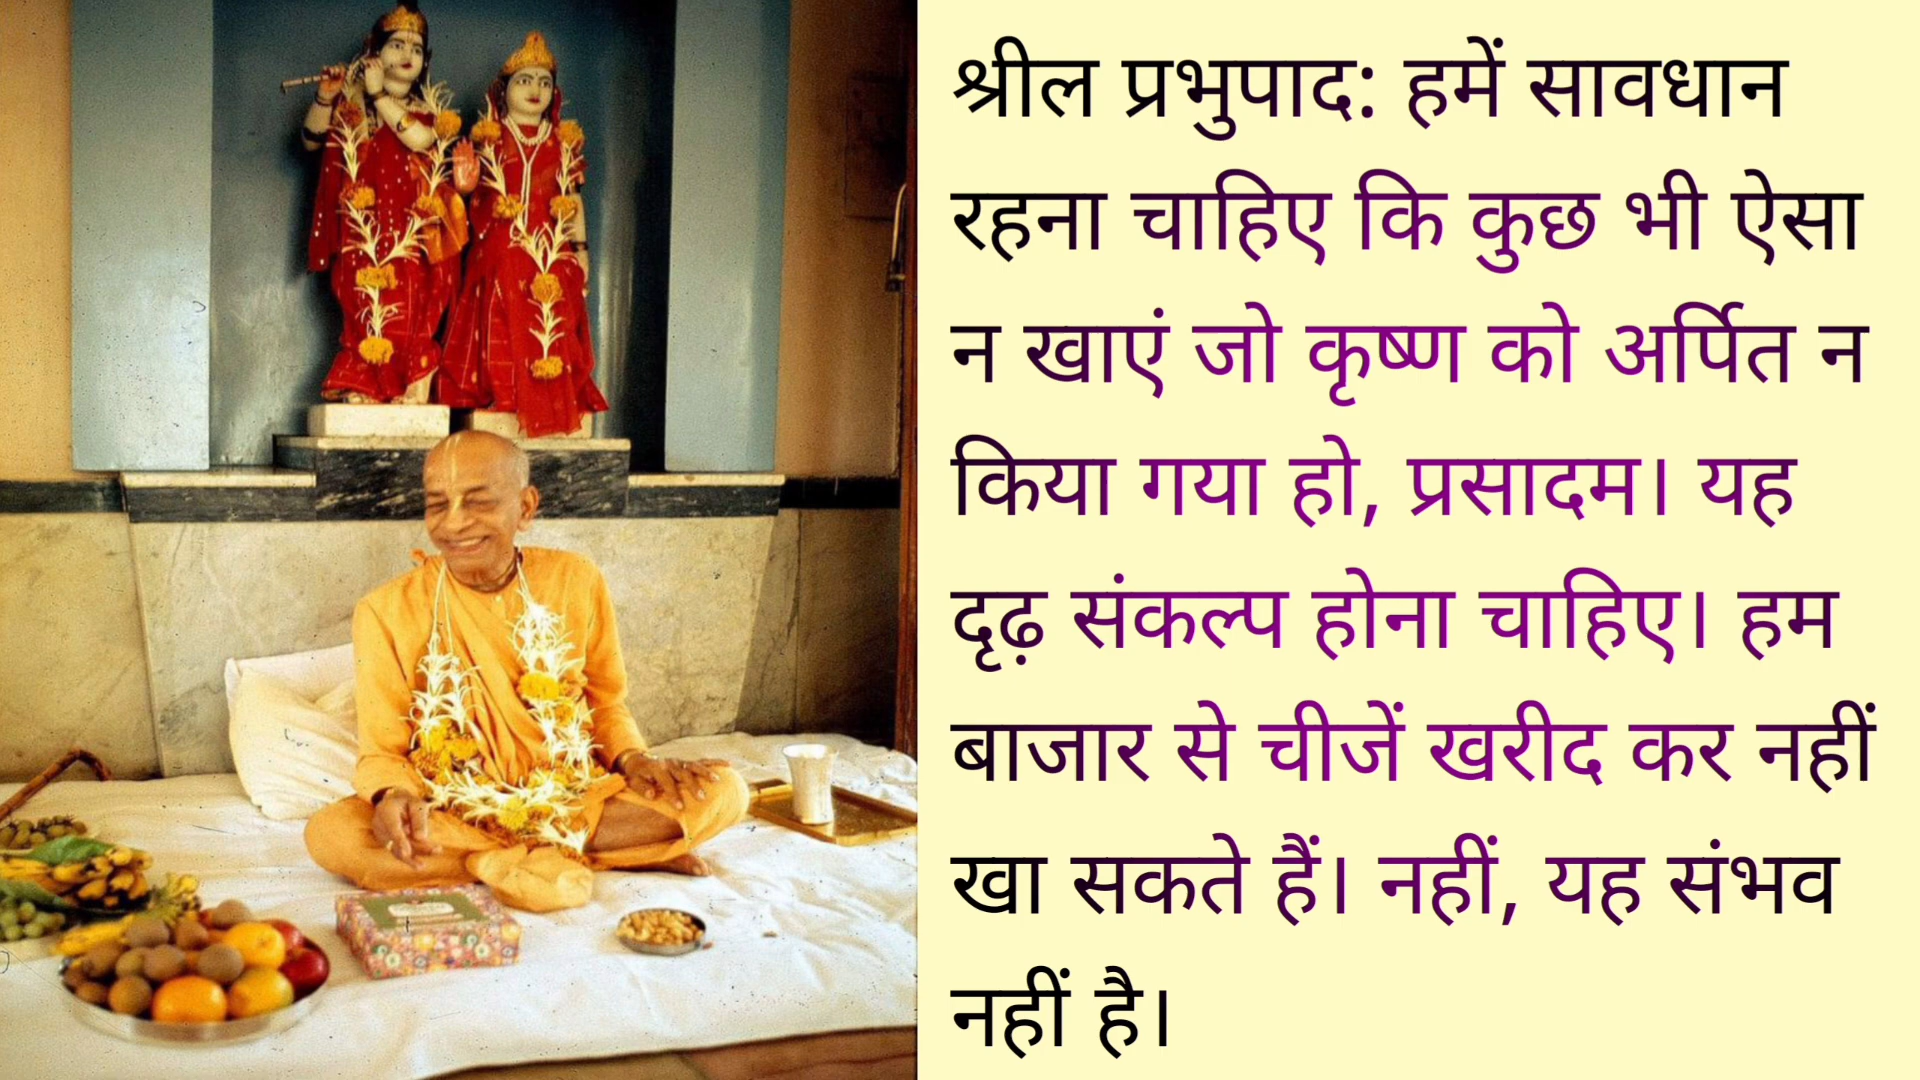 श्रील प्रभुपाद: हमें सावधान
रहना चाहिए कि कुछ भी ऐसा
न खाएं जो कृष्ण को अर्पित न
किया गया हो, प्रसादम। यह
दृढ़ संकल्प होना चाहिए। हम
बाजार से चीजें खरीद कर नहीं
खा सकते हैं। नहीं, यह संभव
नहीं है।